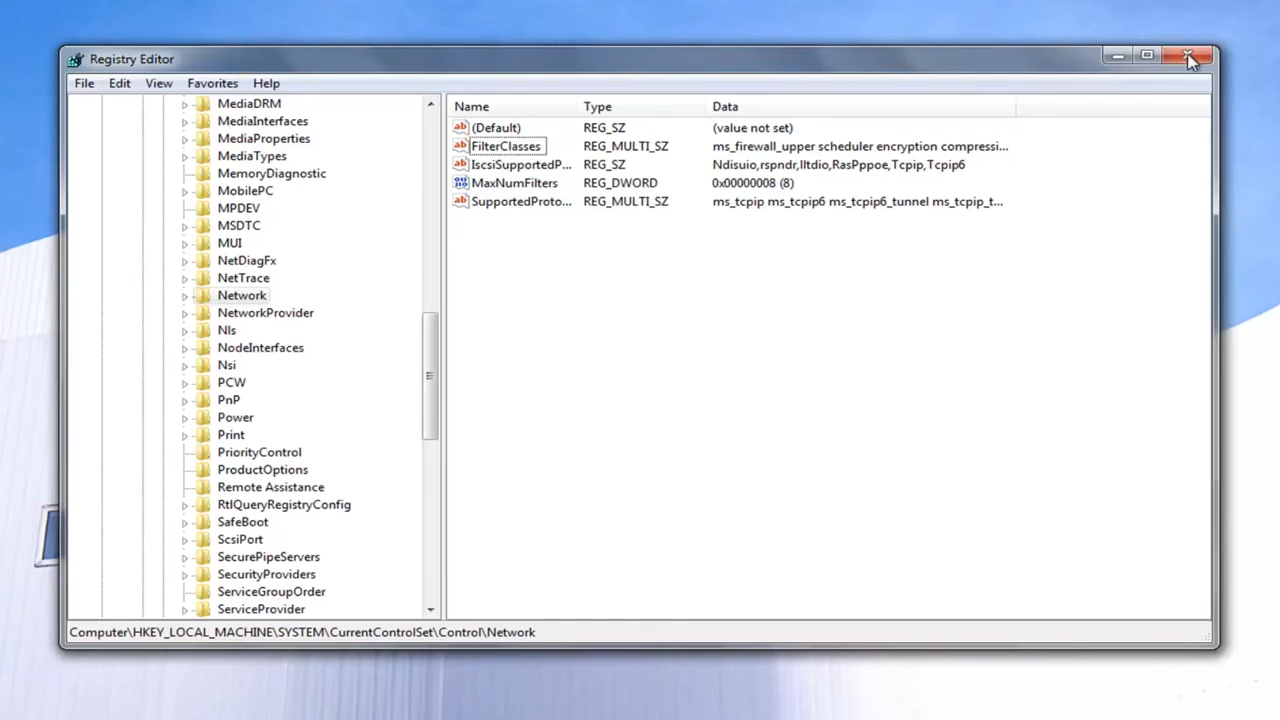 Registry Editor
File Edit View Favorites Help
MediaDRM
MediaInterfaces
MediaProperties
MediaTypes
MemoryDiagnostic
MobilePC
MPDEV
MSDTC
MUI
NetDiagFx
NetTrace
Network
NetworkProvider
Nls
NodeInterfaces
Nsi
PCW
PnP
Power
Print
PriorityControl
ProductOptions
Remote Assistance
RtlQueryRegistryConfig
SafeBoot
ScsiPort
SecurePipeServers
SecurityProviders
ServiceGroupOrder
ServiceProvider
Name Type Data
(Default) REG_SZ (value not set)
FilterClasses REG_MULTI_SZ ms_firewall_upper scheduler encryption compressi...
IscsiSupportedP... REG_SZ Ndisuio,rspndr,lltdio,RasPppoe,Tcpip,Tcpip6
MaxNumFilters REG_DWORD 0x00000008 (8)
SupportedProto... REG_MULTI_SZ ms_tcpip ms_tcpip6 ms_tcpip6_tunnel ms_tcpip_t...
Computer\HKEY_LOCAL_MACHINE\SYSTEM\CurrentControlSet\Control\Network